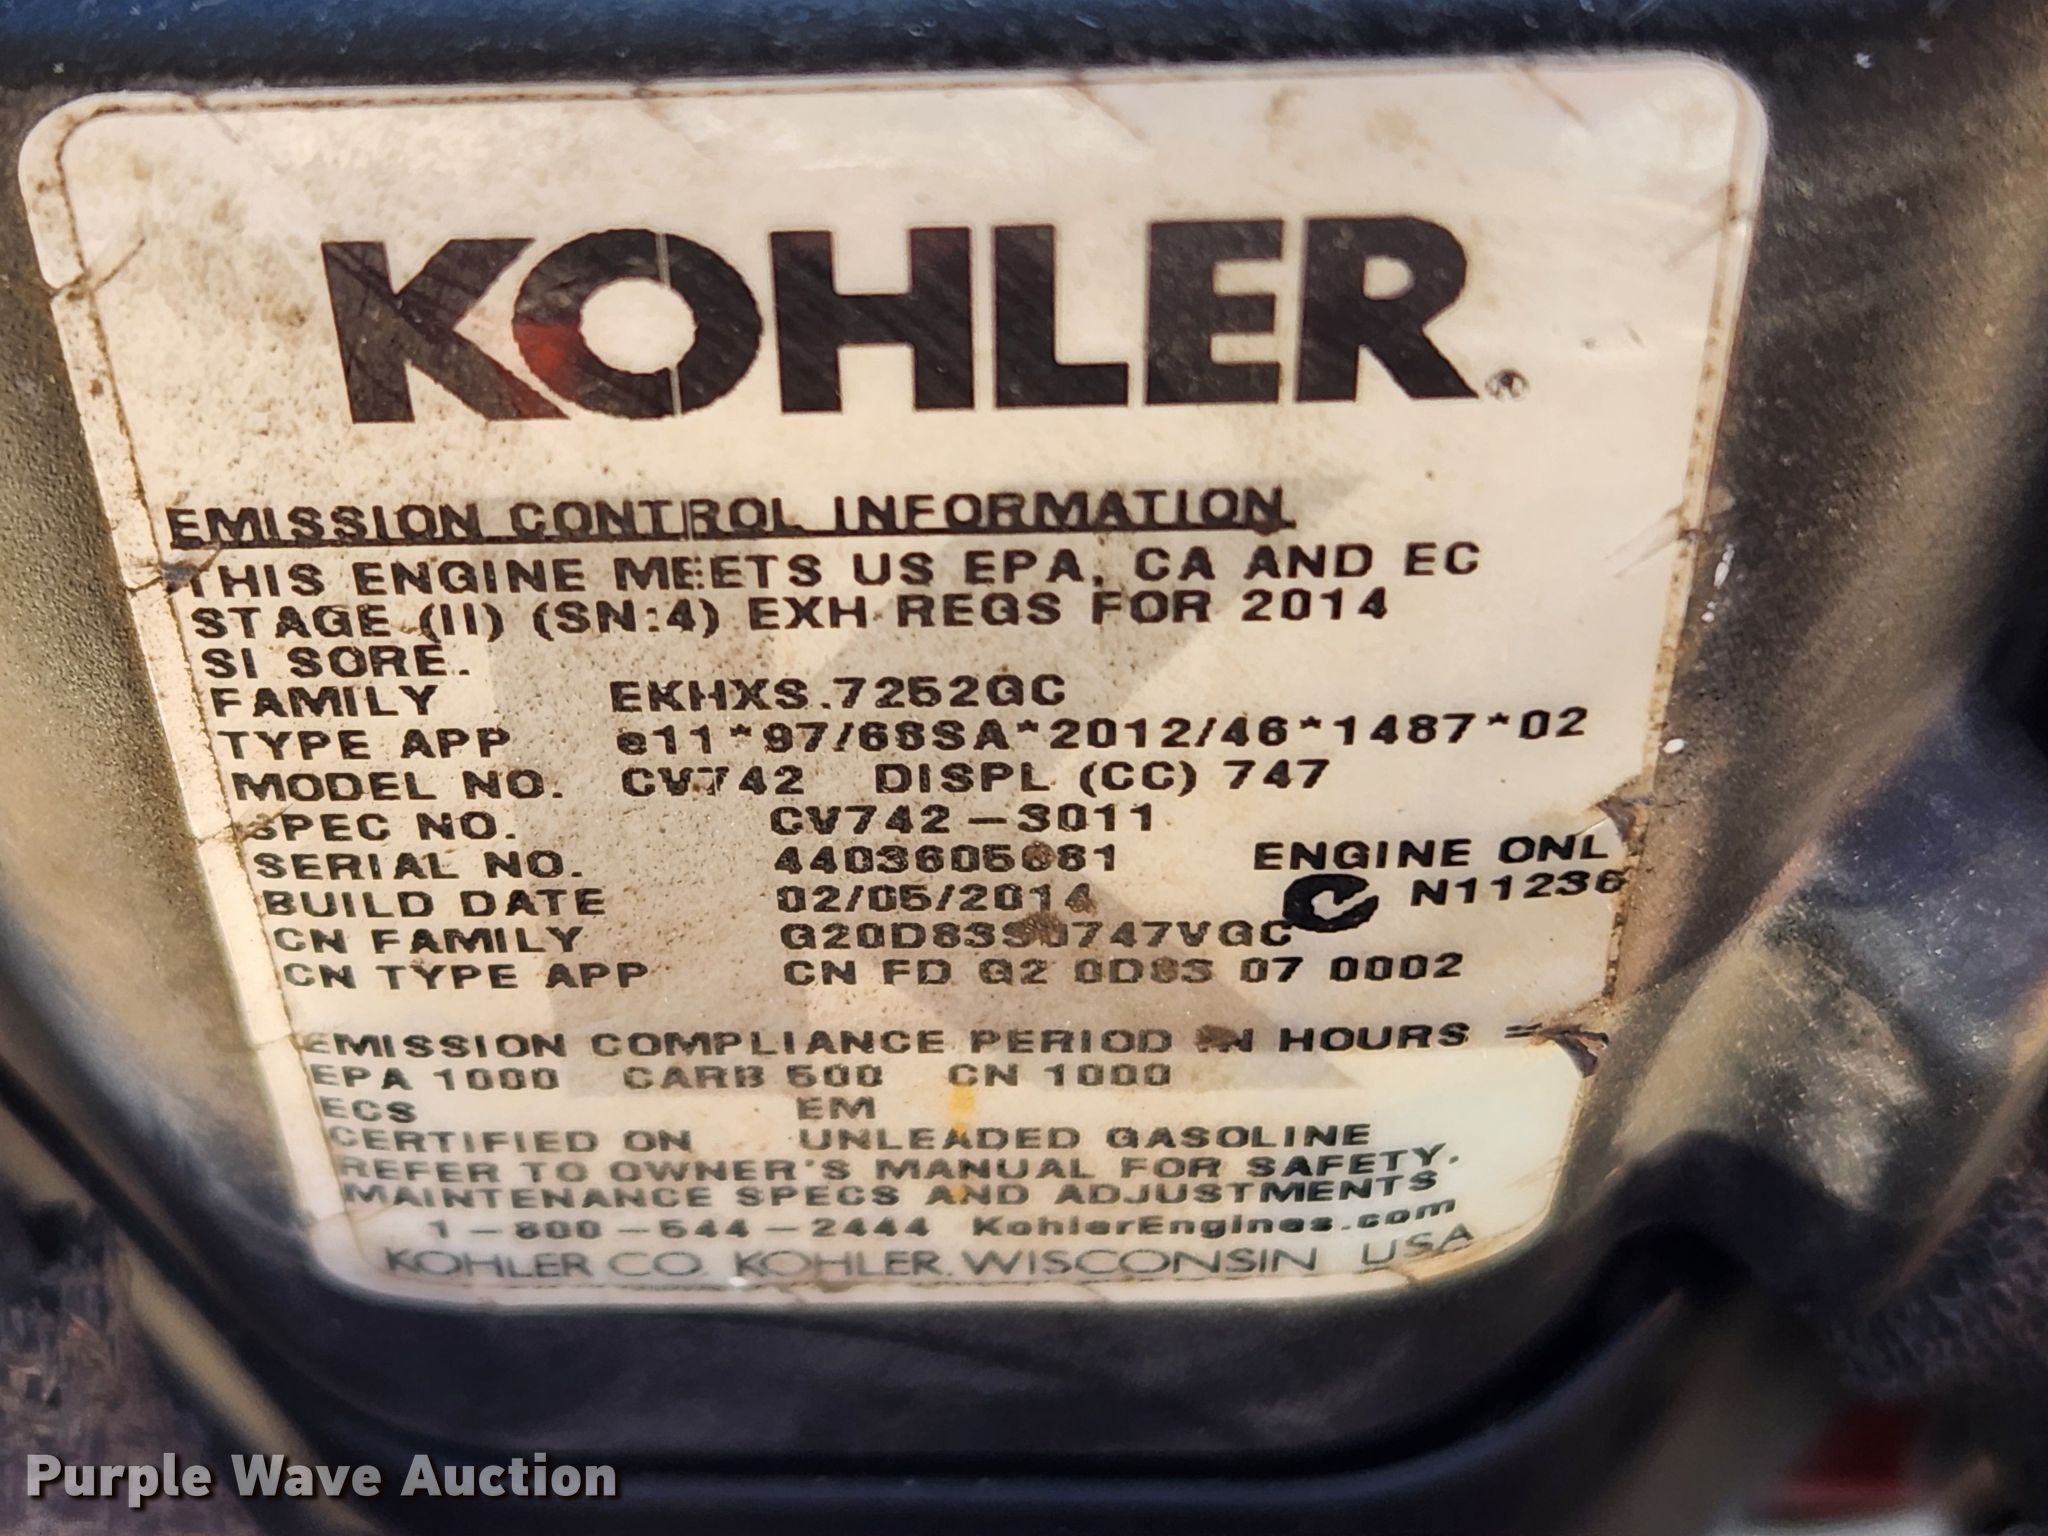 KOHLER.
EMISSION CONTROL INFORMATION
THIS ENGINE MEETS US EPA, CA AND EC
STAGE (II) (SN:4) EXH REGS FOR 2014
SI SORE.
FAMILY EKHXS.7252GC
TYPE APP e11*97/68SA*2012/46*1487*02
MODEL NO. CV742 DISPL (CC) 747
SPEC NO. CV742-3011
SERIAL NO. ENGINE ONL
BUILD DATE 02/05/2014 N11236
CN FAMILY
CN TYPE APP CN FD G2 0D83 07 0002
EMISSION COMPLIANCE PERIOD IN HOURS =
EPA 1000 CARB 500 CN 1000
ECS EM
CERTIFIED ON UNLEADED GASOLINE
REFER TO OWNER'S MANUAL FOR SAFETY,
MAINTENANCE SPECS AND ADJUSTMENTS
1-800-544-2444 KohlerEngines.com
KOHLER CO. KOHLER, WISCONSIN USA
Purple Wave Auction